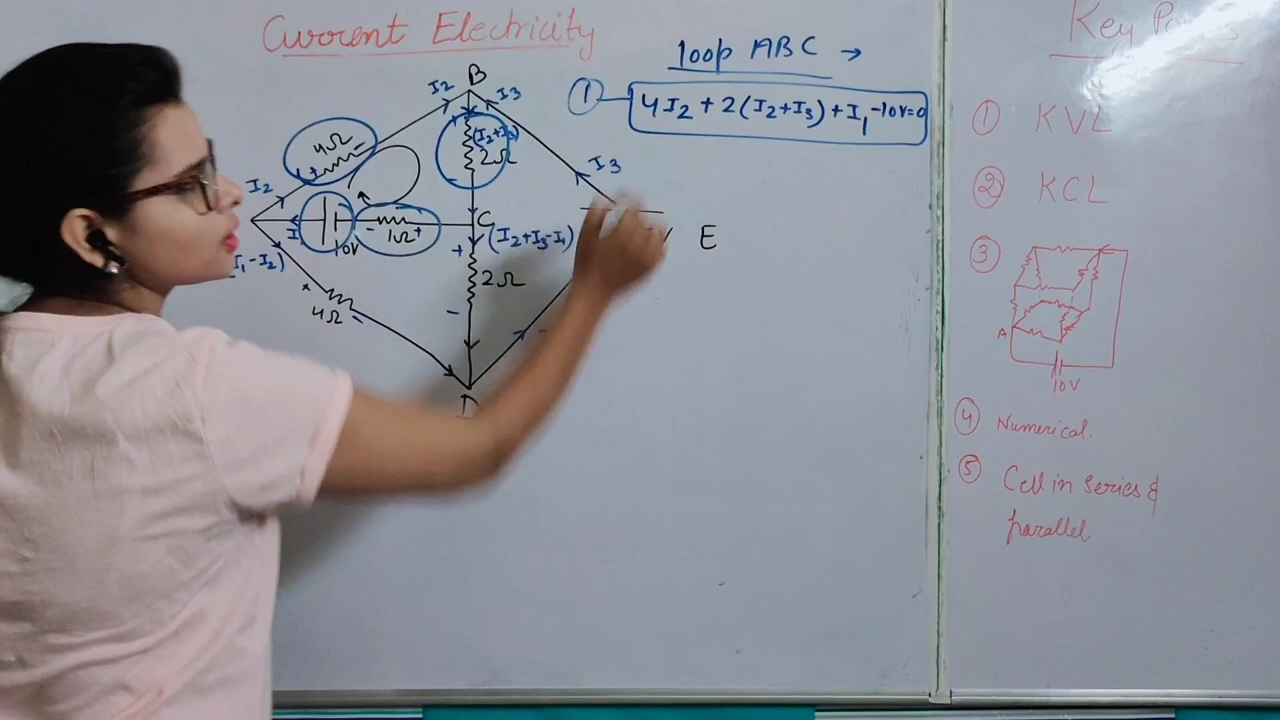 Current Electricity
loop ABC →
① 4I2 + 2(I2+I3) + I1 -10V=0
B
I2
I3
4Ω
+ -
(I2+I3)
2Ω
I3
I2
C
I
10V
- 1Ω +
(I2+I3-I1)
E
I1-I2)
+
2Ω
-
+
4Ω
-
① KVL
② KCL
③
A
10V
④ Numerical.
⑤ Cell in series &
parallel